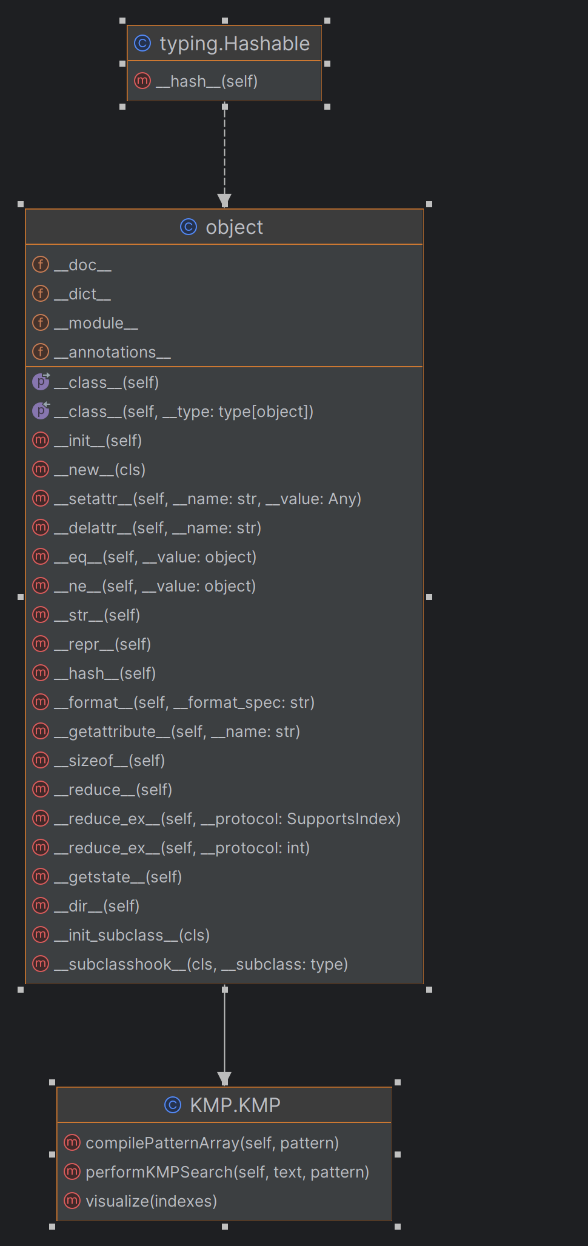 typing.Hashable
__hash__(self)
object
__doc__
__dict__
__module__
__annotations__
__class__(self)
__class__(self, __type: type[object])
__init__(self)
__new__(cls)
__setattr__(self, __name: str, __value: Any)
__delattr__(self, __name: str)
__eq__(self, __value: object)
__ne__(self, __value: object)
__str__(self)
__repr__(self)
__hash__(self)
__format__(self, __format_spec: str)
__getattribute__(self, __name: str)
__sizeof__(self)
__reduce__(self)
__reduce_ex__(self, __protocol: SupportsIndex)
__reduce_ex__(self, __protocol: int)
__getstate__(self)
__dir__(self)
__init_subclass__(cls)
__subclasshook__(cls, __subclass: type)
KMP.KMP
compilePatternArray(self, pattern)
performKMPSearch(self, text, pattern)
visualize(indexes)